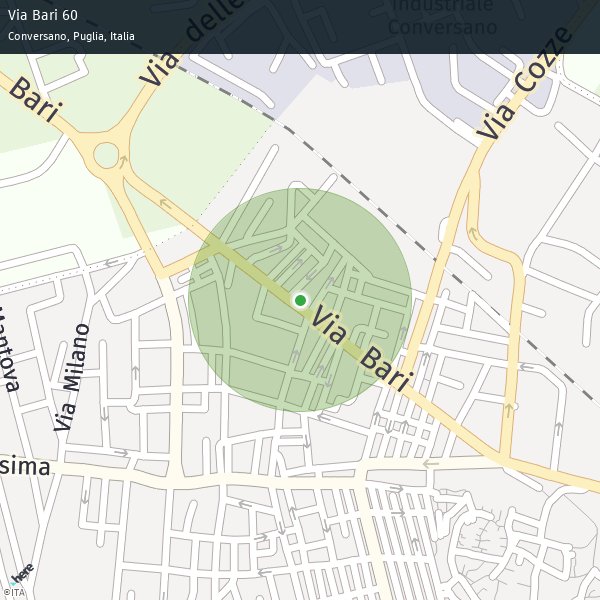 Via Bari 60
Conversano, Puglia, Italia
Industriale
Conversano
Via delle
Via Cozze
Bari
Via Bari
Mantova
Via Milano
sima
here
©ITA